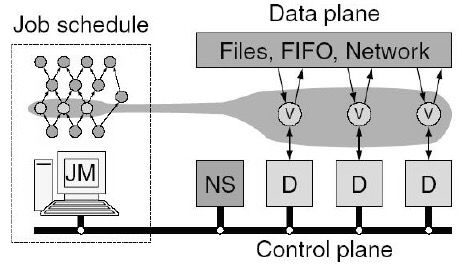 Job schedule
Data plane
Files, FIFO, Network
V V V
JM
NS D D D
Control plane